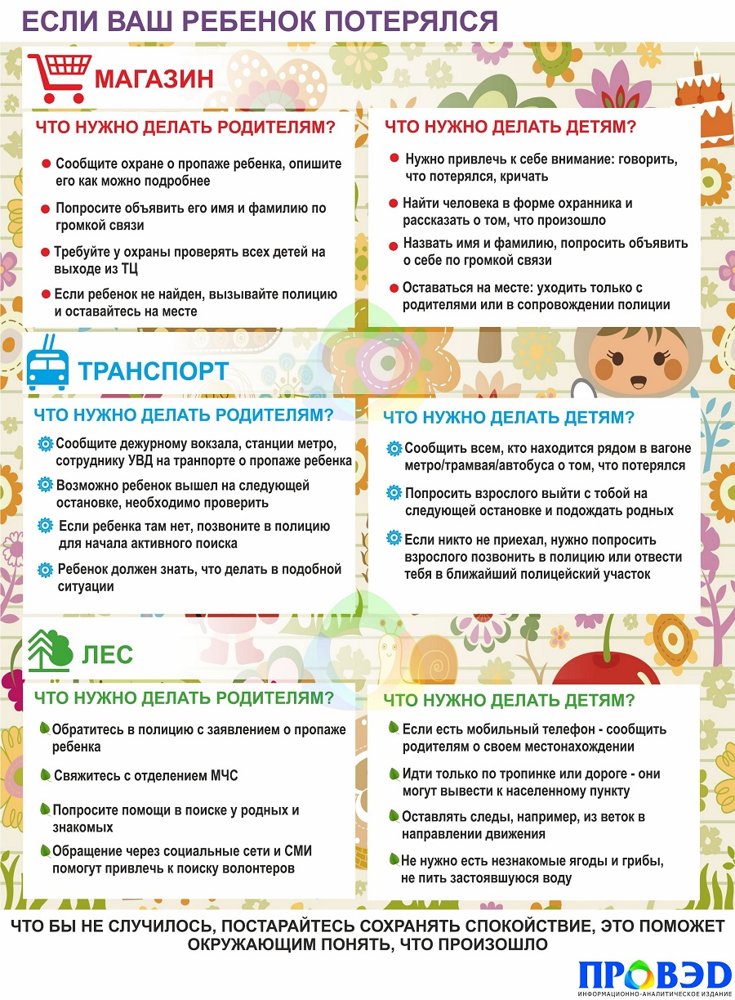 ЕСЛИ ВАШ РЕБЕНОК ПОТЕРЯЛСЯ
МАГАЗИН
ЧТО НУЖНО ДЕЛАТЬ РОДИТЕЛЯМ?
Сообщите охране о пропаже ребенка, опишите
его как можно подробнее
Попросите объявить его имя и фамилию по
громкой связи
Требуйте у охраны проверять всех детей на
выходе из ТЦ
Если ребенок не найден, вызывайте полицию
и оставайтесь на месте
ЧТО НУЖНО ДЕЛАТЬ ДЕТЯМ?
Нужно привлечь к себе внимание: говорить,
что потерялся, кричать
Найти человека в форме охранника и
рассказать о том, что произошло
Назвать имя и фамилию, попросить объявить
о себе по громкой связи
Оставаться на месте: уходить только с
родителями или в сопровождении полиции
ТРАНСПОРТ
ЧТО НУЖНО ДЕЛАТЬ РОДИТЕЛЯМ?
Сообщите дежурному вокзала, станции метро,
сотруднику УВД на транпорте о пропаже ребенка
Возможно ребенок вышел на следующей
остановке, необходимо проверить
Если ребенка там нет, позвоните в полицию
для начала активного поиска
Ребенок должен знать, что делать в подобной
ситуации
ЧТО НУЖНО ДЕЛАТЬ ДЕТЯМ?
Сообщить всем, кто находится рядом в вагоне
метро/трамвая/автобуса о том, что потерялся
Попросить взрослого выйти с тобой на
следующей остановке и подождать родных
Если никто не приехал, нужно попросить
взрослого позвонить в полицию или отвести
тебя в ближайший полицейский участок
ЛЕС
ЧТО НУЖНО ДЕЛАТЬ РОДИТЕЛЯМ?
Обратитесь в полицию с заявлением о пропаже
ребенка
Свяжитесь с отделением МЧС
Попросите помощи в поиске у родных и
знакомых
Обращение через социальные сети и СМИ
помогут привлечь к поиску волонтеров
ЧТО НУЖНО ДЕЛАТЬ ДЕТЯМ?
Если есть мобильный телефон - сообщить
родителям о своем местонахождении
Идти только по тропинке или дороге - они
могут вывести к населенному пункту
Оставлять следы, например, из веток в
направлении движения
Не нужно есть незнакомые ягоды и грибы,
не пить застоявшуюся воду
ЧТО БЫ НЕ СЛУЧИЛОСЬ, ПОСТАРАЙТЕСЬ СОХРАНЯТЬ СПОКОЙСТВИЕ, ЭТО ПОМОЖЕТ
ОКРУЖАЮЩИМ ПОНЯТЬ, ЧТО ПРОИЗОШЛО
ПРОВЭD
ИНФОРМАЦИОННО-АНАЛИТИЧЕСКОЕ ИЗДАНИЕ